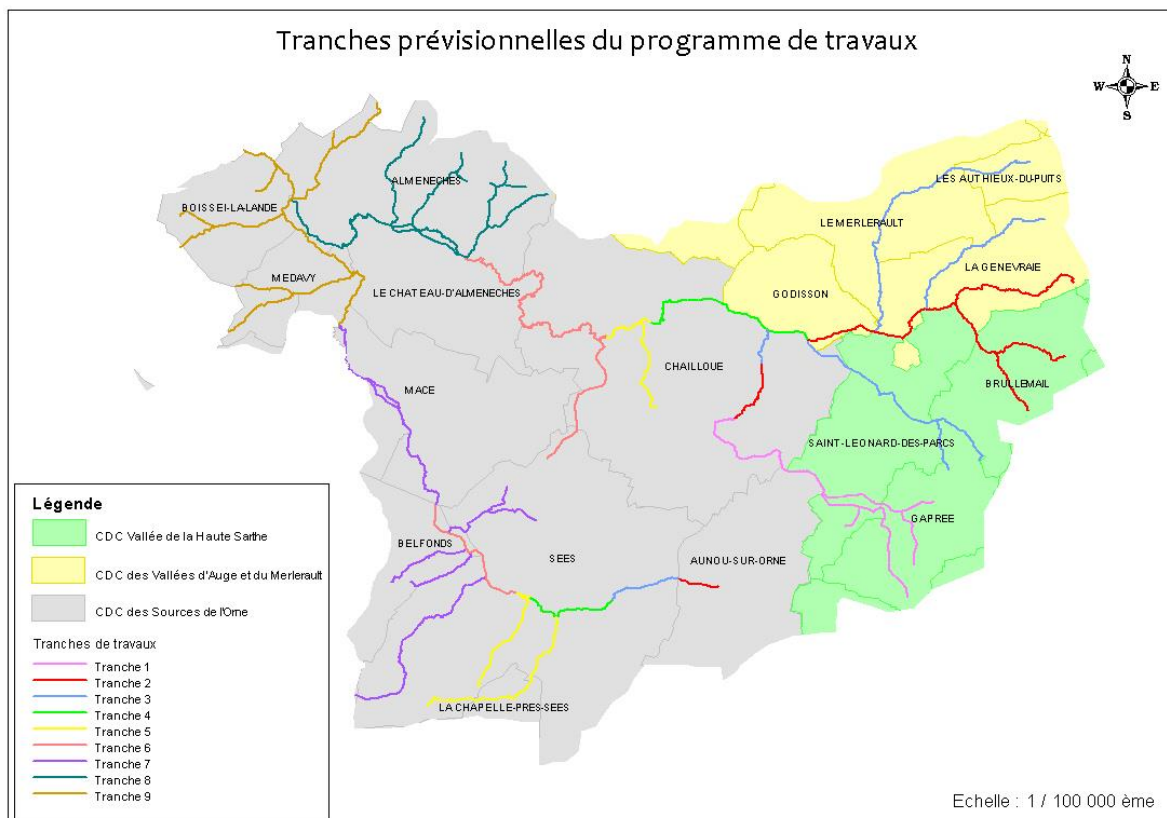 Tranches prévisionnelles du programme de travaux
N
W E
S
ALMENECHES
LES AUTHIEUX-DU-PUITS
BOISSEI-LA-LANDE
LE MERLERAULT
MEDAVY
LA GENEVRAIE
LE CHATEAU-D'ALMENECHES
GODISSON
CHAILLOUE
MACE
BRULLEMAIL
SAINT-LEONARD-DES-PARCS
GAPREE
BELFONDS
SEES
AUNOU-SUR-ORNE
LA CHAPELLE-PRES-SEES
Légende
CDC Vallée de la Haute Sarthe
CDC des Vallées d'Auge et du Merlerault
CDC des Sources de l'Orne
Tranches de travaux
Tranche 1
Tranche 2
Tranche 3
Tranche 4
Tranche 5
Tranche 6
Tranche 7
Tranche 8
Tranche 9
Echelle : 1 / 100 000 ème